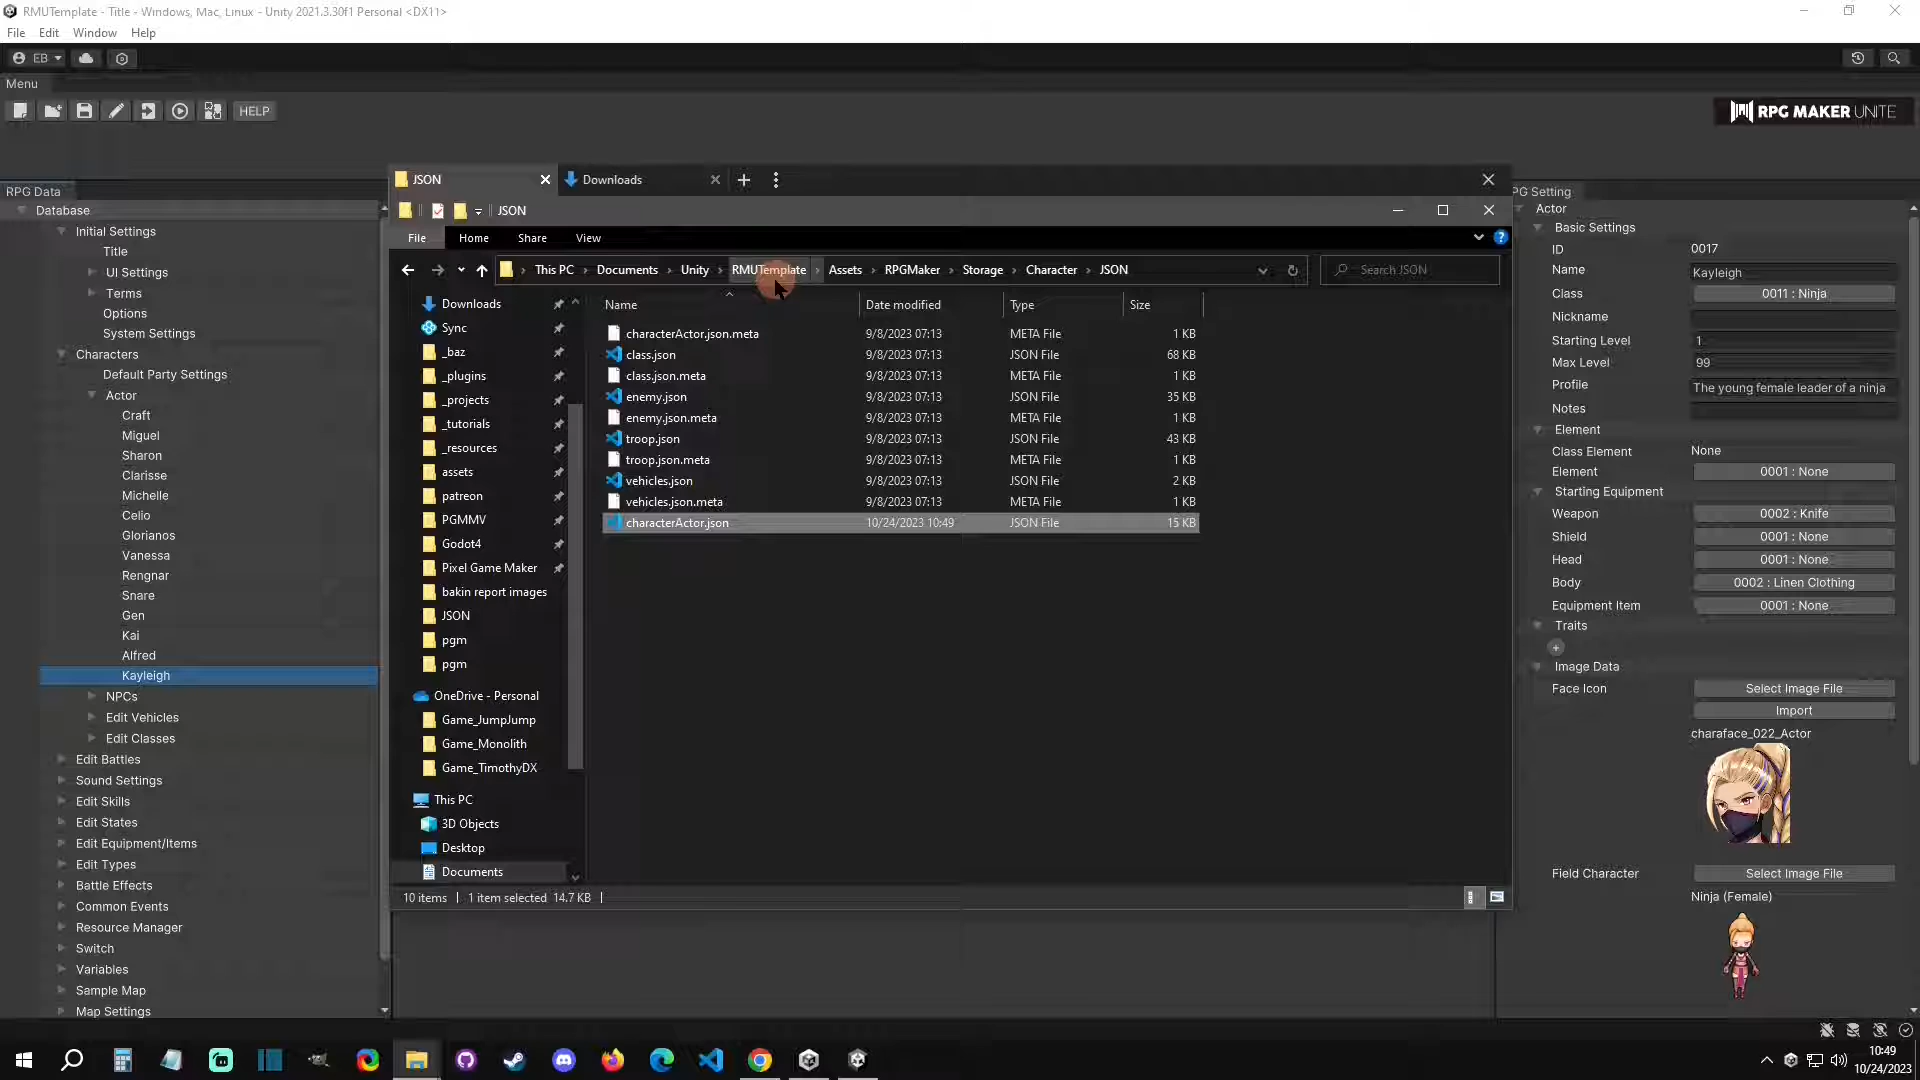 RMUTemplate - Title - Windows, Mac, Linux - Unity 2021.3.30f1 Personal <DX11>
File Edit Window Help
EB
Menu
HELP
RPG MAKER UNITE
RPG Data
Database
Initial Settings
Title
UI Settings
Terms
Options
System Settings
Characters
Default Party Settings
Actor
Craft
Miguel
Sharon
Clarisse
Michelle
Celio
Glorianos
Vanessa
Rengnar
Snare
Gen
Kai
Alfred
Kayleigh
NPCs
Edit Vehicles
Edit Classes
Edit Battles
Sound Settings
Edit Skills
Edit States
Edit Equipment/Items
Edit Types
Battle Effects
Common Events
Resource Manager
Switch
Variables
Sample Map
Map Settings
JSON Downloads
JSON
File Home Share View
This PC Documents Unity RMUTemplate Assets RPGMaker Storage Character JSON
Search JSON
Downloads
Sync
_baz
_plugins
_projects
_tutorials
_resources
assets
patreon
PGMMV
Godot4
Pixel Game Maker
bakin report images
JSON
pgm
pgm
OneDrive - Personal
Game_JumpJump
Game_Monolith
Game_TimothyDX
This PC
3D Objects
Desktop
Documents
Name Date modified Type Size
characterActor.json.meta 9/8/2023 07:13 META File 1 KB
class.json 9/8/2023 07:13 JSON File 68 KB
class.json.meta 9/8/2023 07:13 META File 1 KB
enemy.json 9/8/2023 07:13 JSON File 35 KB
enemy.json.meta 9/8/2023 07:13 META File 1 KB
troop.json 9/8/2023 07:13 JSON File 43 KB
troop.json.meta 9/8/2023 07:13 META File 1 KB
vehicles.json 9/8/2023 07:13 JSON File 2 KB
vehicles.json.meta 9/8/2023 07:13 META File 1 KB
characterActor.json 10/24/2023 10:49 JSON File 15 KB
10 items 1 item selected 14.7 KB
PG Setting
Actor
Basic Settings
ID 0017
Name Kayleigh
Class 0011 : Ninja
Nickname
Starting Level 1
Max Level 99
Profile The young female leader of a ninja
Notes
Element
Class Element None
Element 0001 : None
Starting Equipment
Weapon 0002 : Knife
Shield 0001 : None
Head 0001 : None
Body 0002 : Linen Clothing
Equipment Item 0001 : None
Traits
Image Data
Face Icon Select Image File
Import
charaface_022_Actor
Field Character Select Image File
Ninja (Female)
10:49
10/24/2023